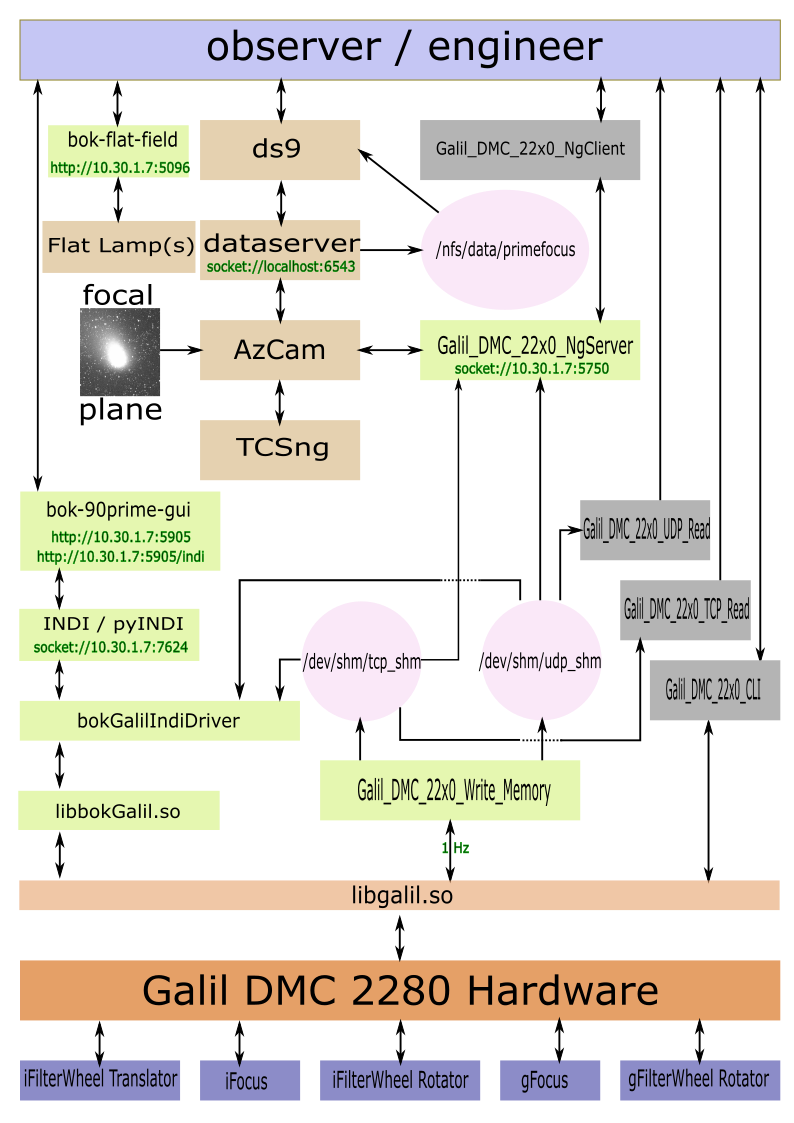 observer / engineer
bok-flat-field
http://10.30.1.7:5096
ds9
Galil_DMC_22x0_NgClient
Flat Lamp(s)
dataserver
socket://localhost:6543
/nfs/data/primefocus
focal
plane
AzCam
Galil_DMC_22x0_NgServer
socket://10.30.1.7:5750
TCSng
bok-90prime-gui
http://10.30.1.7:5905
http://10.30.1.7:5905/indi
Galil_DMC_22x0_UDP_Read
Galil_DMC_22x0_TCP_Read
INDI / pyINDI
socket://10.30.1.7:7624
/dev/shm/tcp_shm
/dev/shm/udp_shm
Galil_DMC_22x0_CLI
bokGalilIndiDriver
Galil_DMC_22x0_Write_Memory
libbokGalil.so
1 Hz
libgalil.so
Galil DMC 2280 Hardware
iFilterWheel Translator
iFocus
iFilterWheel Rotator
gFocus
gFilterWheel Rotator